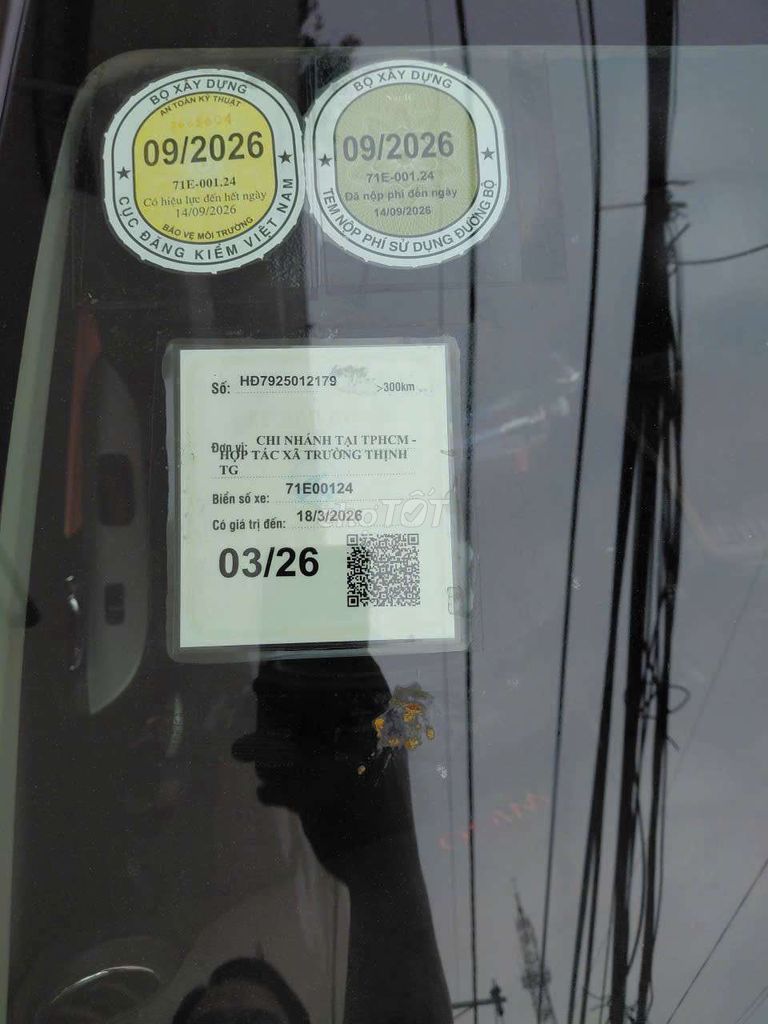 BỘ XÂY DỰNG
AN TOÀN KỸ THUẬT
09/2026
71E-001.24
Có hiệu lực đến hết ngày
14/09/2026
BẢO VỆ MÔI TRƯỜNG
CỤC ĐĂNG KIỂM VIỆT NAM
BỘ XÂY DỰNG
09/2026
71E-001.24
Đã nộp phí đến ngày
14/09/2026
TEM NỘP PHÍ SỬ DỤNG ĐƯỜNG BỘ
Số: HĐ7925012179 >300km
Đơn vị: CHI NHÁNH TẠI TPHCM -
HỢP TÁC XÃ TRƯỜNG THỊNH
TG
Biển số xe: 71E00124
Có giá trị đến: 18/3/2026
03/26
chợTỐT